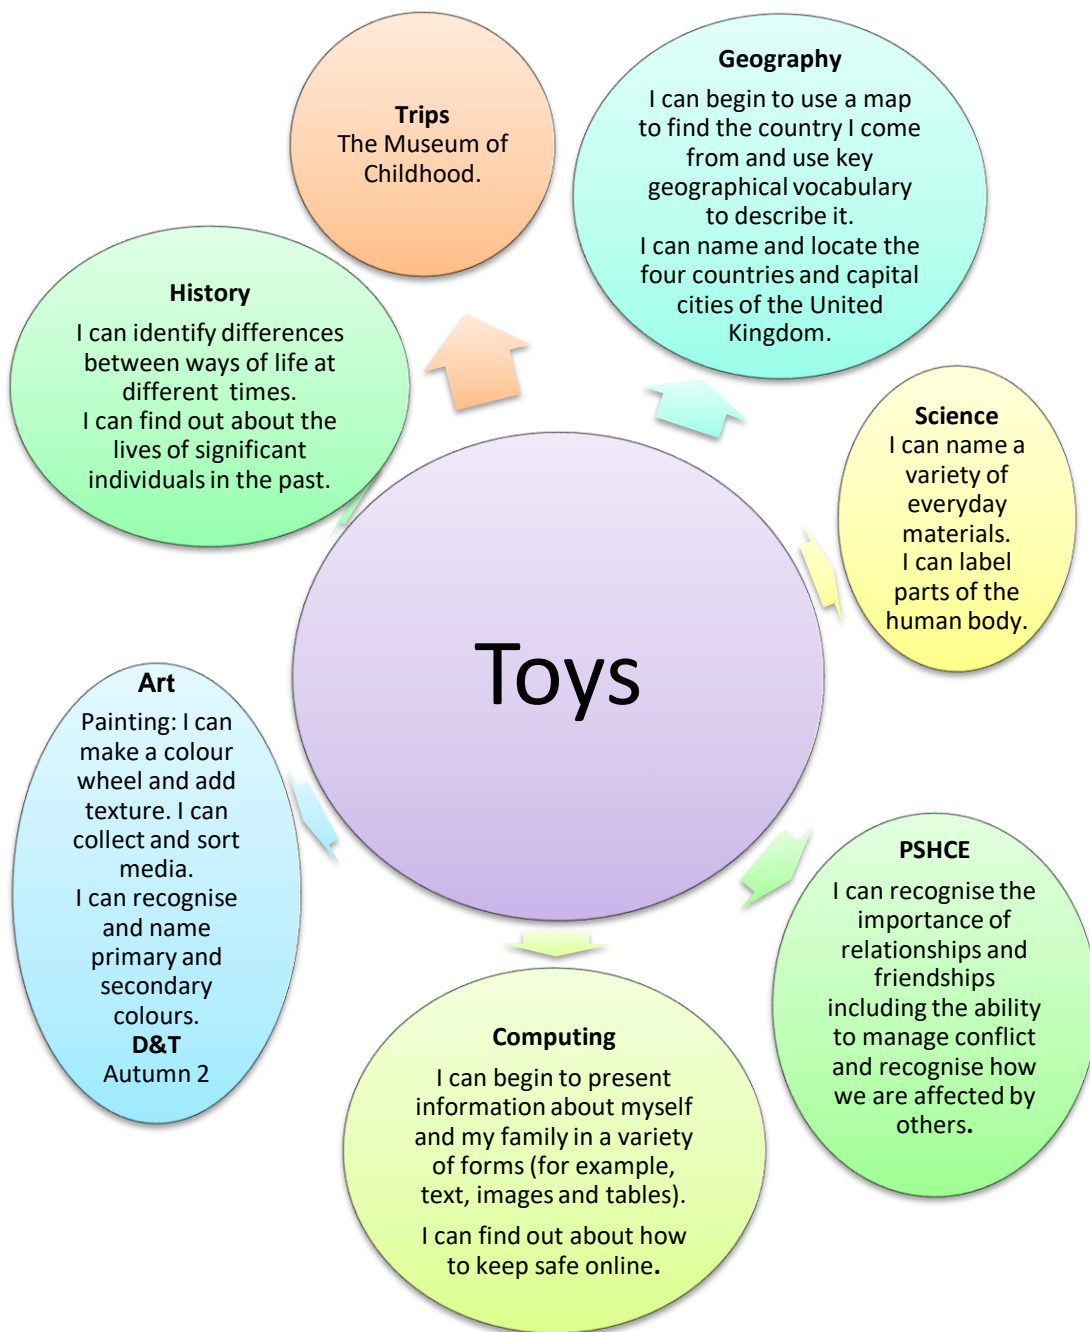 Trips
The Museum of
Childhood.
Geography
I can begin to use a map
to find the country I come
from and use key
geographical vocabulary
to describe it.
I can name and locate the
four countries and capital
cities of the United
Kingdom.
History
I can identify differences
between ways of life at
different  times.
I can find out about the
lives of significant
individuals in the past.
Science
I can name a
variety of
everyday
materials.
I can label
parts of the
human body.
Toys
Art
Painting: I can
make a colour
wheel and add
texture. I can
collect and sort
media.
I can recognise
and name
primary and
secondary
colours.
D&T
Autumn 2
PSHCE
I can recognise the
importance of
relationships and
friendships
including the ability
to manage conflict
and recognise how
we are affected by
others.
Computing
I can begin to present
information about myself
and my family in a variety
of forms (for example,
text, images and tables).
I can find out about how
to keep safe online.